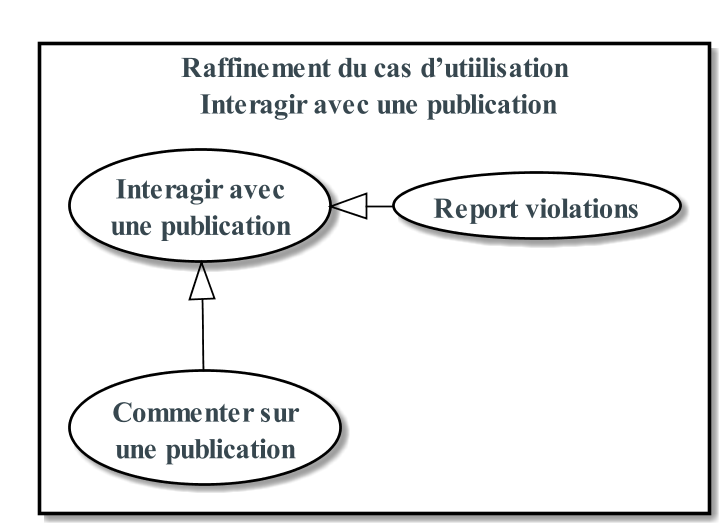 Raffinement du cas d’utiilisation
Interagir avec une publication
Interagir avec
une publication
Report violations
Commenter sur
une publication